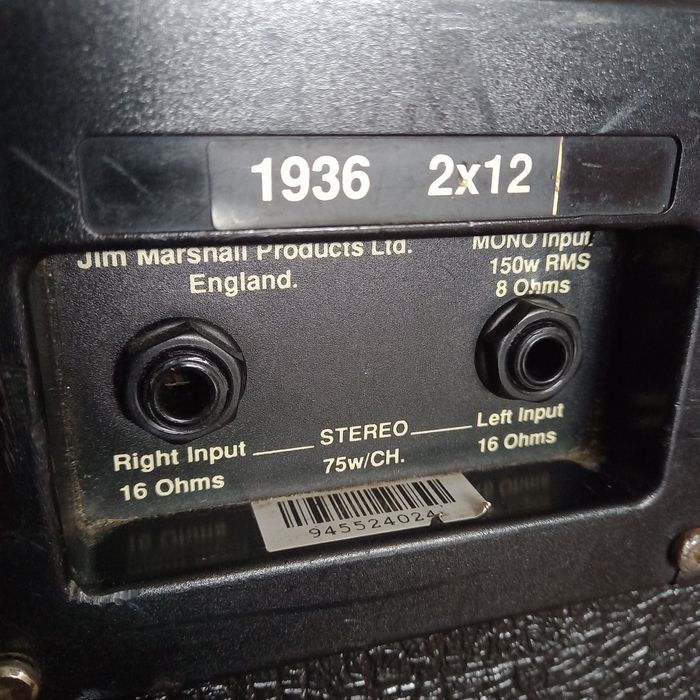 1936 2x12
Jim Marshall Products Ltd.
England.
MONO Input
150w RMS
8 Ohms
Right Input
16 Ohms
STEREO
75w/CH.
Left Input
16 Ohms
945524024